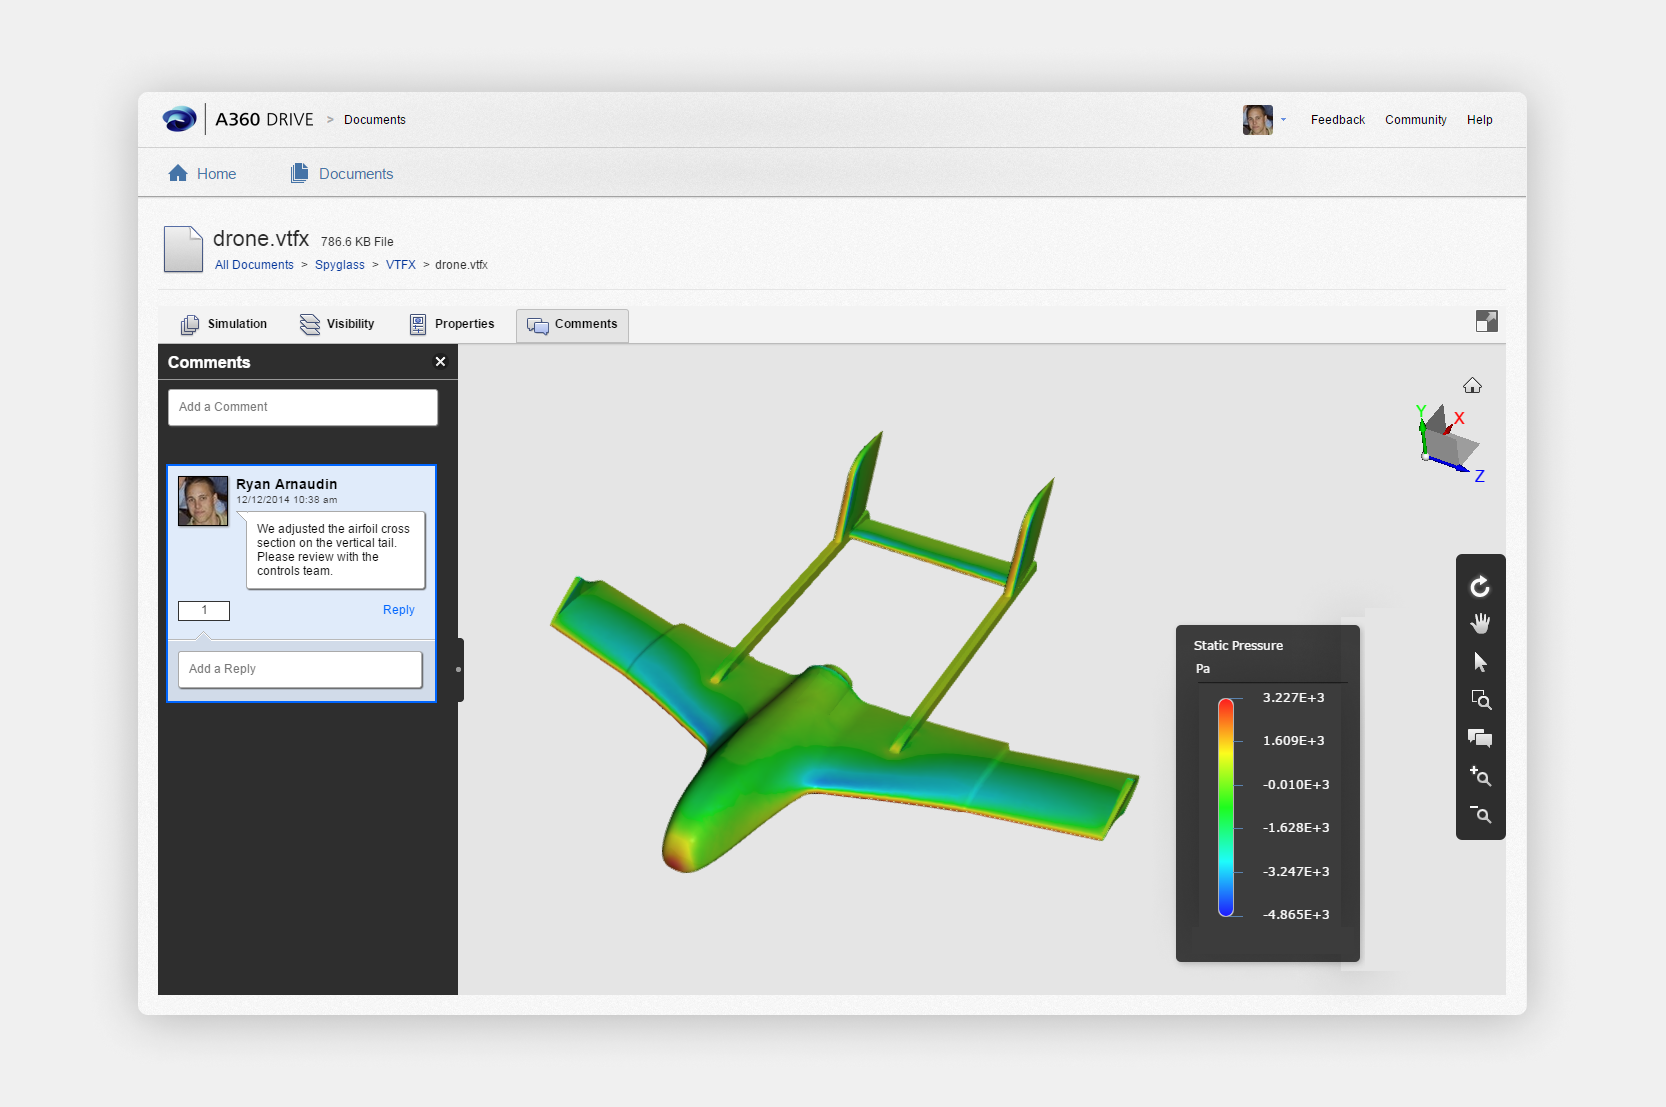 A360 DRIVE > Documents
Feedback Community Help
Home Documents
drone.vtfx 786.6 KB File
All Documents > Spyglass > VTFX > drone.vtfx
Simulation Visibility Properties Comments
Comments
Add a Comment
Ryan Arnaudin
12/12/2014 10:38 am
We adjusted the airfoil cross
section on the vertical tail.
Please review with the
controls team.
1 Reply
Add a Reply
Y
X
Z
Static Pressure
Pa
3.227E+3
1.609E+3
-0.010E+3
-1.628E+3
-3.247E+3
-4.865E+3